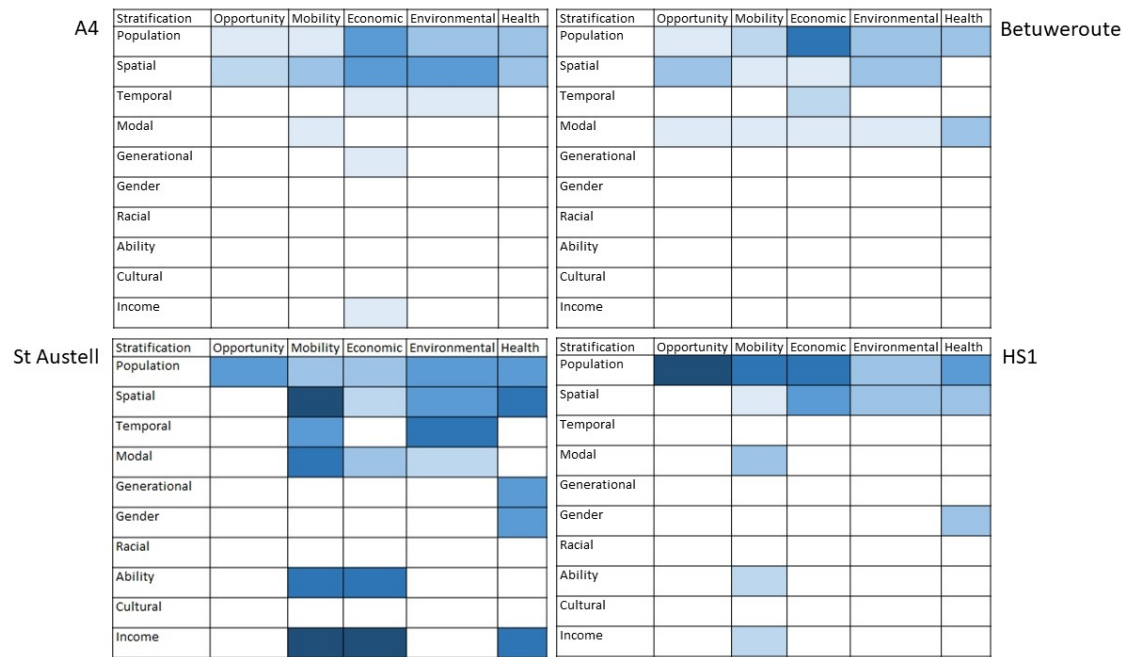 A4
Stratification Opportunity Mobility Economic Environmental Health
Population
Spatial
Temporal
Modal
Generational
Gender
Racial
Ability
Cultural
Income
Betuweroute
Stratification Opportunity Mobility Economic Environmental Health
Population
Spatial
Temporal
Modal
Generational
Gender
Racial
Ability
Cultural
Income
St Austell
Stratification Opportunity Mobility Economic Environmental Health
Population
Spatial
Temporal
Modal
Generational
Gender
Racial
Ability
Cultural
Income
HS1
Stratification Opportunity Mobility Economic Environmental Health
Population
Spatial
Temporal
Modal
Generational
Gender
Racial
Ability
Cultural
Income